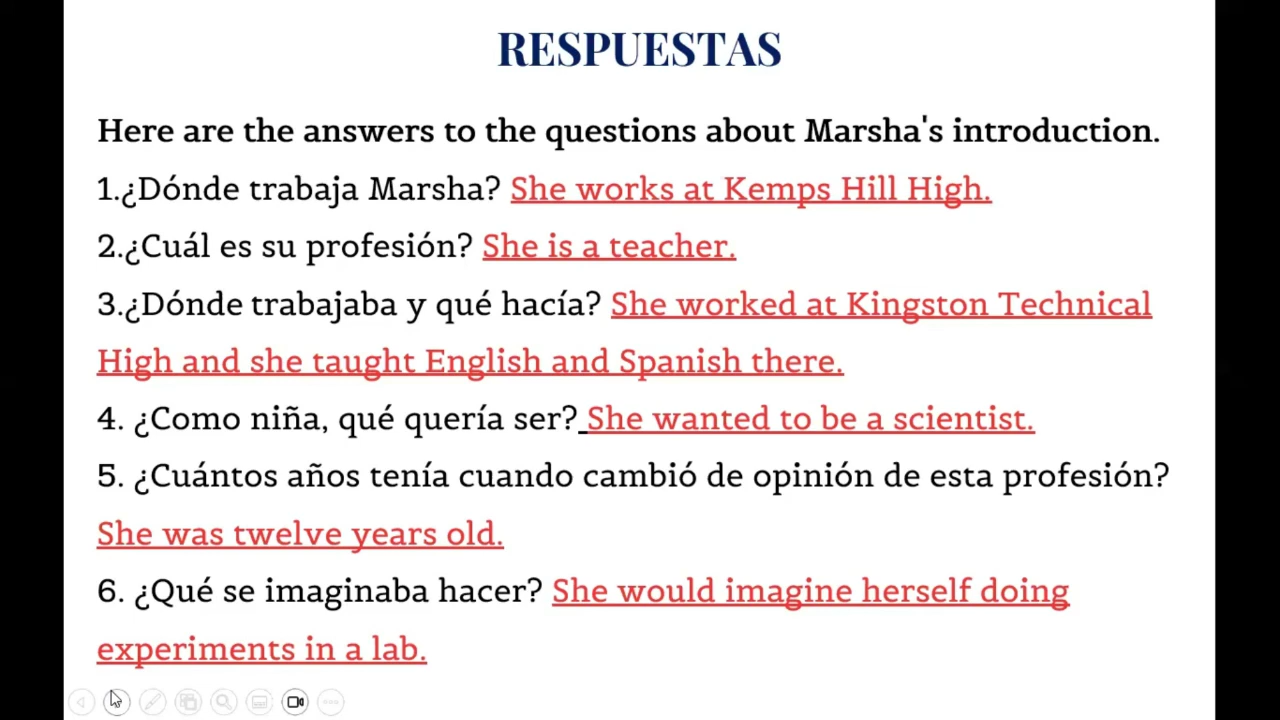 RESPUESTAS
Here are the answers to the questions about Marsha's introduction.
1.¿Dónde trabaja Marsha? She works at Kemps Hill High.
2.¿Cuál es su profesión? She is a teacher.
3.¿Dónde trabajaba y qué hacía? She worked at Kingston Technical
High and she taught English and Spanish there.
4. ¿Como niña, qué quería ser? She wanted to be a scientist.
5. ¿Cuántos años tenía cuando cambió de opinión de esta profesión?
She was twelve years old.
6. ¿Qué se imaginaba hacer? She would imagine herself doing
experiments in a lab.